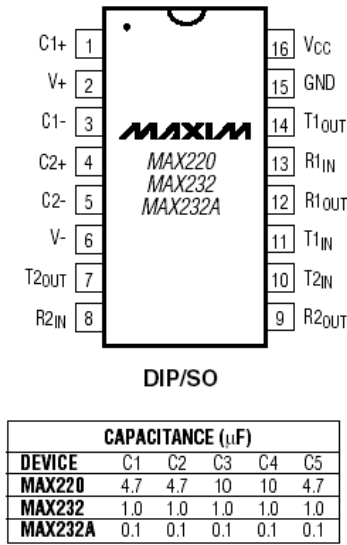 C1+ 1 16 VCC
V+ 2 15 GND
C1- 3 MAXIM 14 T1OUT
C2+ 4 MAX220 13 R1IN
MAX232
C2- 5 MAX232A 12 R1OUT
V- 6 11 T1IN
T2OUT 7 10 T2IN
R2IN 8 9 R2OUT
DIP/SO
CAPACITANCE (µF)
DEVICE C1 C2 C3 C4 C5
MAX220 4.7 4.7 10 10 4.7
MAX232 1.0 1.0 1.0 1.0 1.0
MAX232A 0.1 0.1 0.1 0.1 0.1